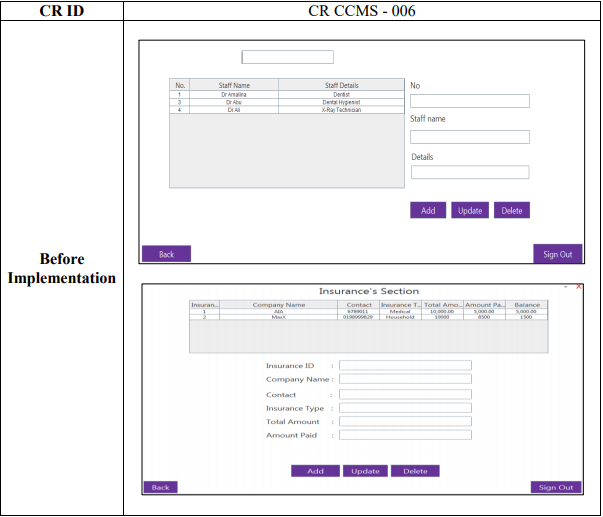 CR ID CR CCMS - 006
Before
Implementation
No. Staff Name Staff Details
1 Dr Amalina Dentist
3 Dr Abu Dental Hygienist
4 Dr Ali X-Ray Technician
No
Staff name
Details
Add Update Delete
Back Sign Out
Insurance's Section - X
Insuran... Company Name Contact Insurance T... Total Amo... Amount Pa... Balance
1 AIA 6789011 Medical 10,000.00 5,000.00 5,000.00
2 MaxX 0198999829 Household 10000 8500 1500
Insurance ID :
Company Name :
Contact :
Insurance Type :
Total Amount :
Amount Paid :
Add Update Delete
Back Sign Out